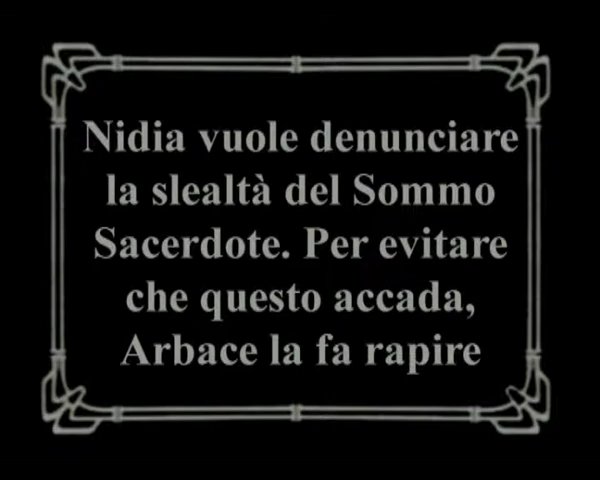 Nidia vuole denunciare
la slealtà del Sommo
Sacerdote. Per evitare
che questo accada,
Arbace la fa rapire